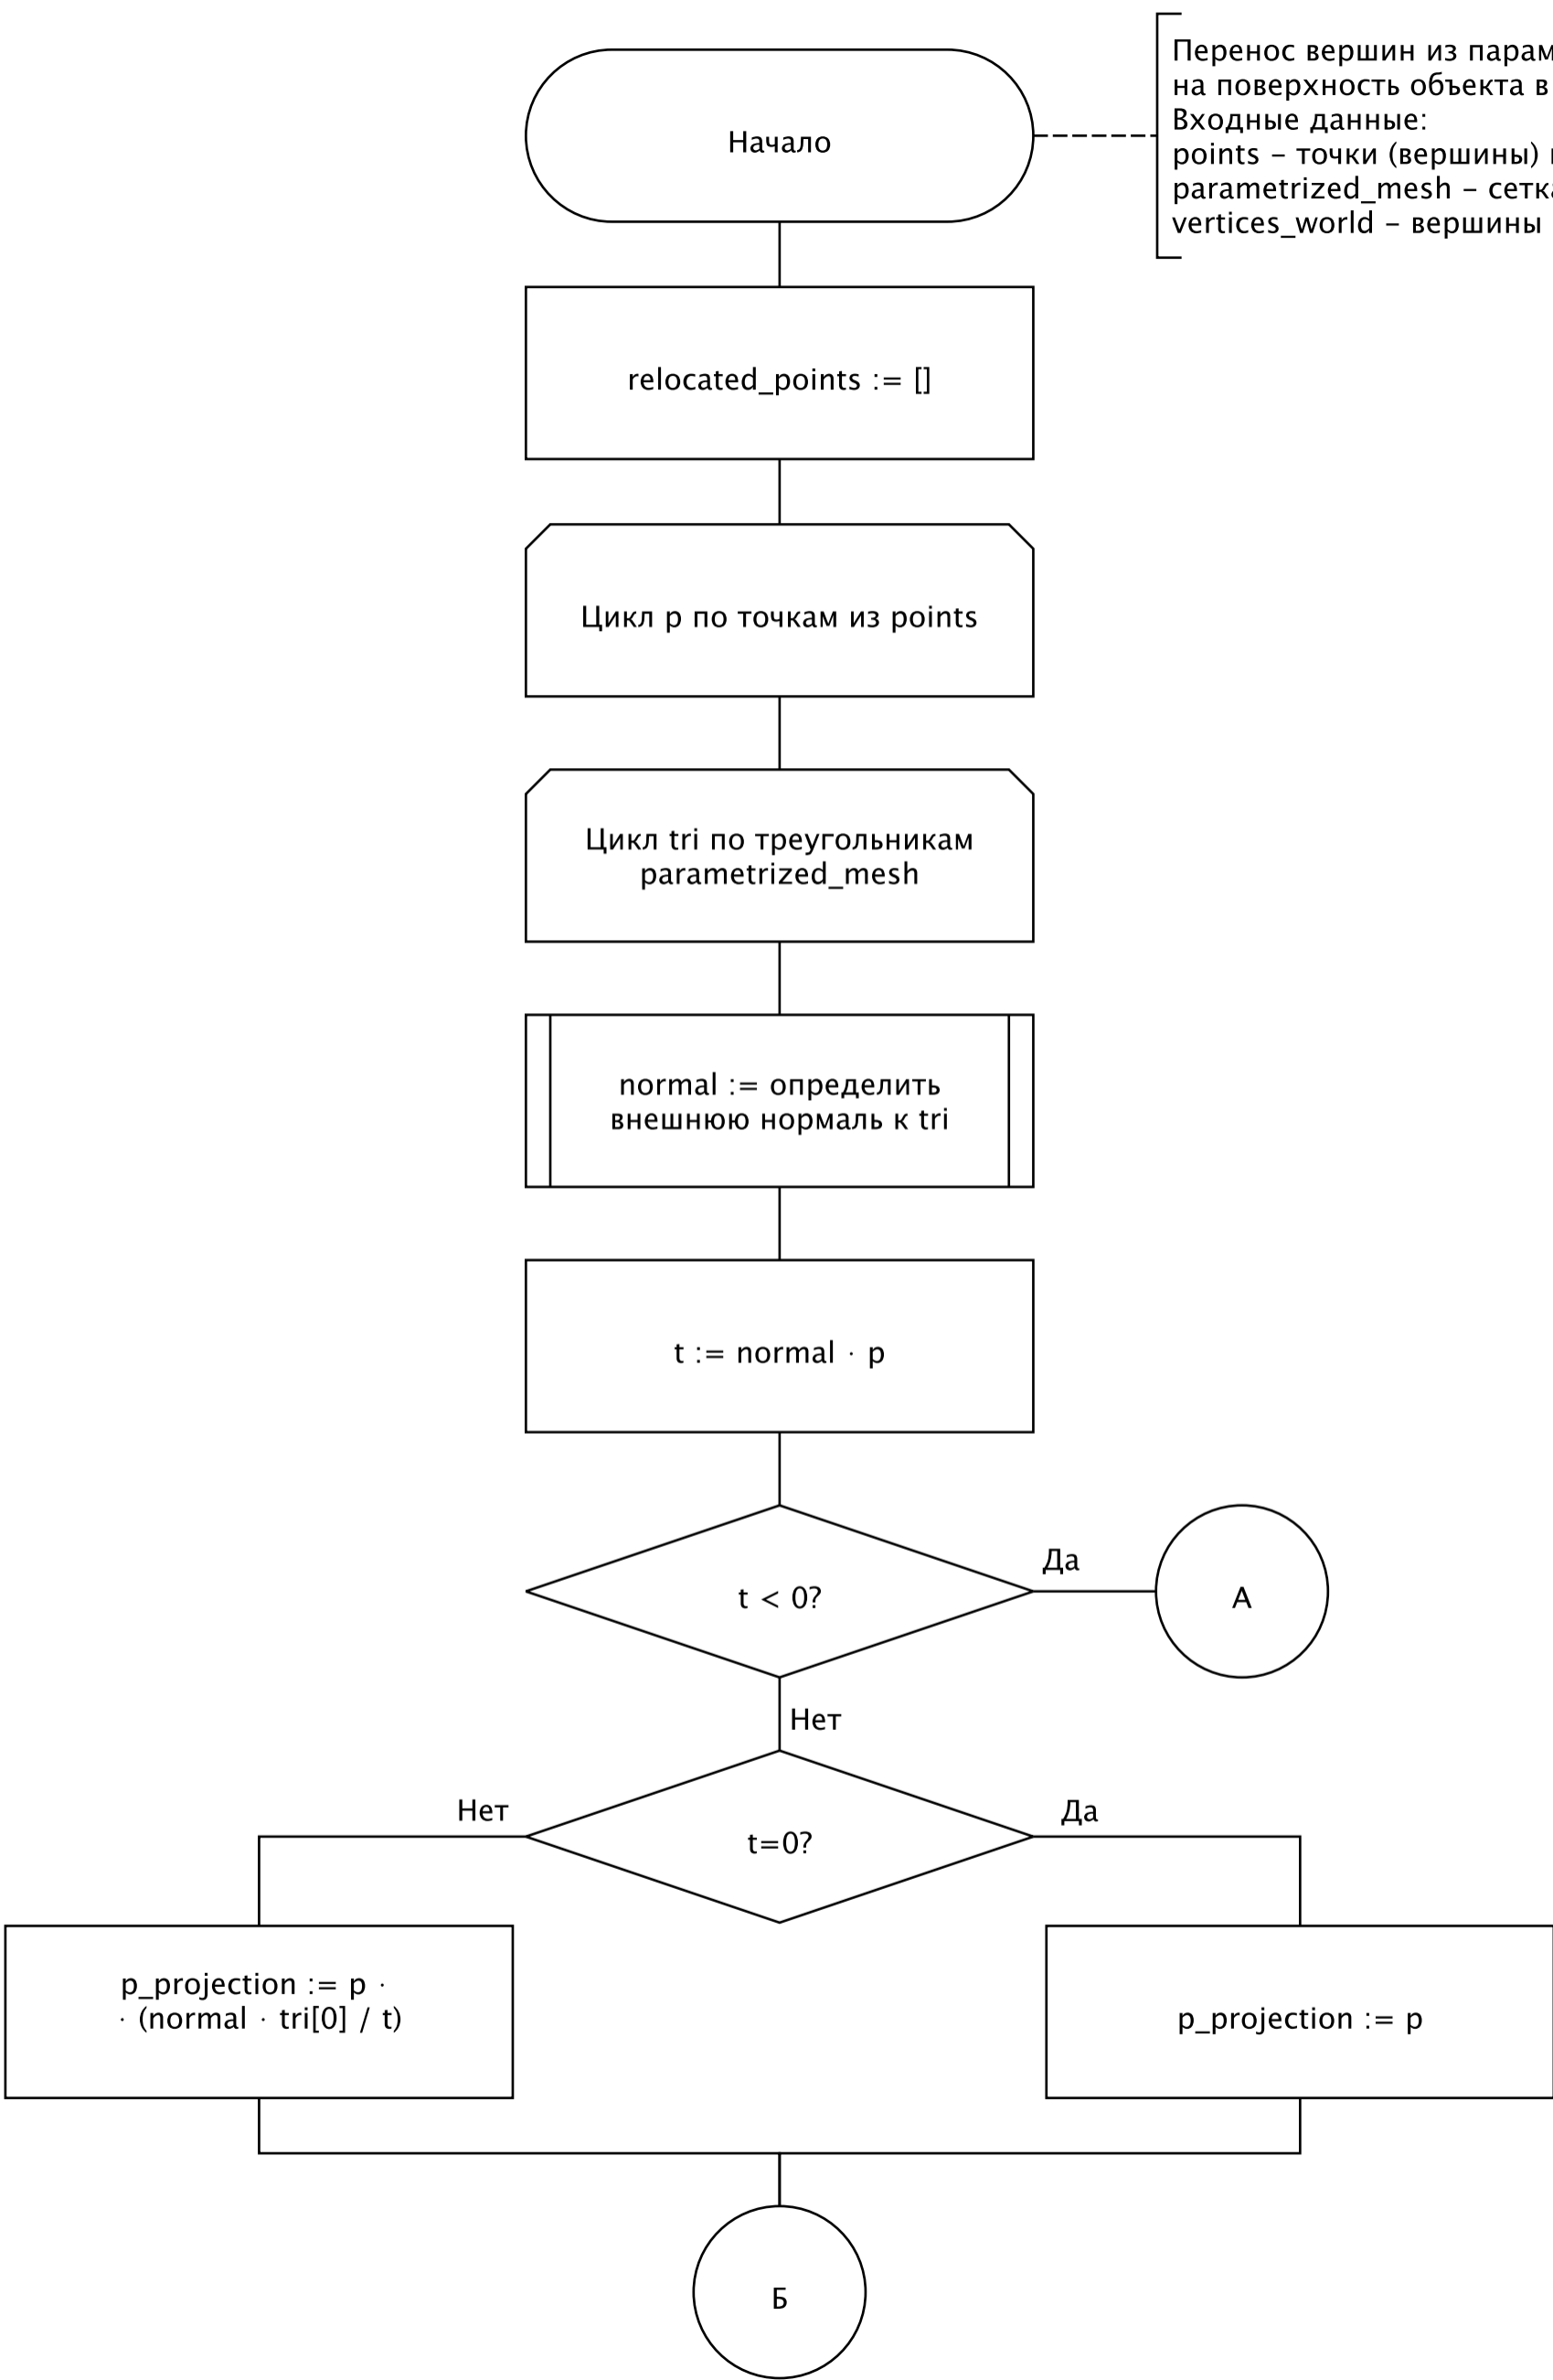 Начало
Перенос вершин из
на поверхность объекта в
Входные данные:
points – точки (вершины)
parametrized_mesh –
vertices_world – вершины
relocated_points := []
Цикл p по точкам из points
Цикл tri по треугольникам
parametrized_mesh
normal := определить
внешнюю нормаль к tri
t := normal · p
t < 0?
Да
А
Нет
t=0?
Нет
Да
p_projection := p ·
· (normal · tri[0] / t)
p_projection := p
Б